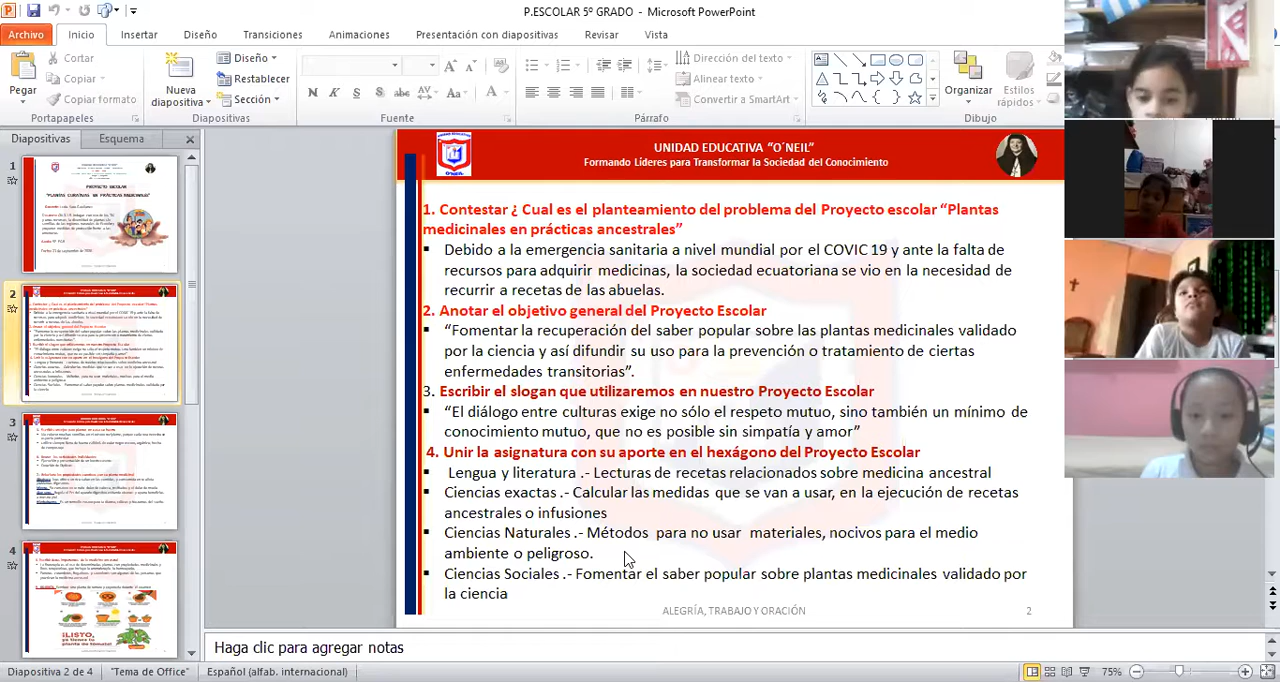 P.ESCOLAR 5º GRADO - Microsoft PowerPoint
Archivo Inicio Insertar Diseño Transiciones Animaciones Presentación con diapositivas Revisar Vista
Pegar
Cortar
Copiar
Copiar formato
Portapapeles
Nueva
diapositiva
Diseño
Restablecer
Sección
Diapositivas
N K S S abc AV Aa A
Fuente
Dirección del texto
Alinear texto
Convertir a SmartArt
Párrafo
Organizar
Estilos
rápidos
Dibujo
Diapositivas Esquema
1
2
3
4
¡LISTO,
UNIDAD EDUCATIVA “O´NEIL”
Formando Líderes para Transformar la Sociedad del Conocimiento
1. Contestar ¿ Cuál es el planteamiento del problema del Proyecto escolar “Plantas
medicinales en prácticas ancestrales”
Debido a la emergencia sanitaria a nivel mundial por el COVIC 19 y ante la falta de
recursos para adquirir medicinas, la sociedad ecuatoriana se vio en la necesidad de
recurrir a las recetas de las abuelas.
2. Anotar el objetivo general del Proyecto Escolar
“Fomentar la recuperación del saber popular sobre las plantas medicinales, validado
por la ciencia y difundir su uso para la prevención o tratamiento de ciertas
enfermedades transitorias”.
3. Escribir el slogan que utilizaremos en nuestro Proyecto Escolar
“El diálogo entre culturas exige no sólo el respeto mutuo, sino también un mínimo de
conocimiento mutuo, que no es posible sin simpatía y amor”
4. Unir la asignatura y su aporte en el hexágono del Proyecto Escolar
Lengua y literatura: - Lectura de recetas tradicionales sobre medicina ancestral
Ciencias exactas: - Calcular las medidas que se van a usar, en la ejecución de recetas
ancestrales o infusiones
Ciencias Naturales : - Métodos para no usar materiales, nocivos para el medio
ambiente o peligroso.
Ciencias Sociales: - Fomentar el saber popular sobre plantas medicinales validado por
la ciencia
ALEGRÍA, TRABAJO Y ORACIÓN 2
Haga clic para agregar notas
Diapositiva 2 de 4 "Tema de Office" Español (alfab. internacional) 75%